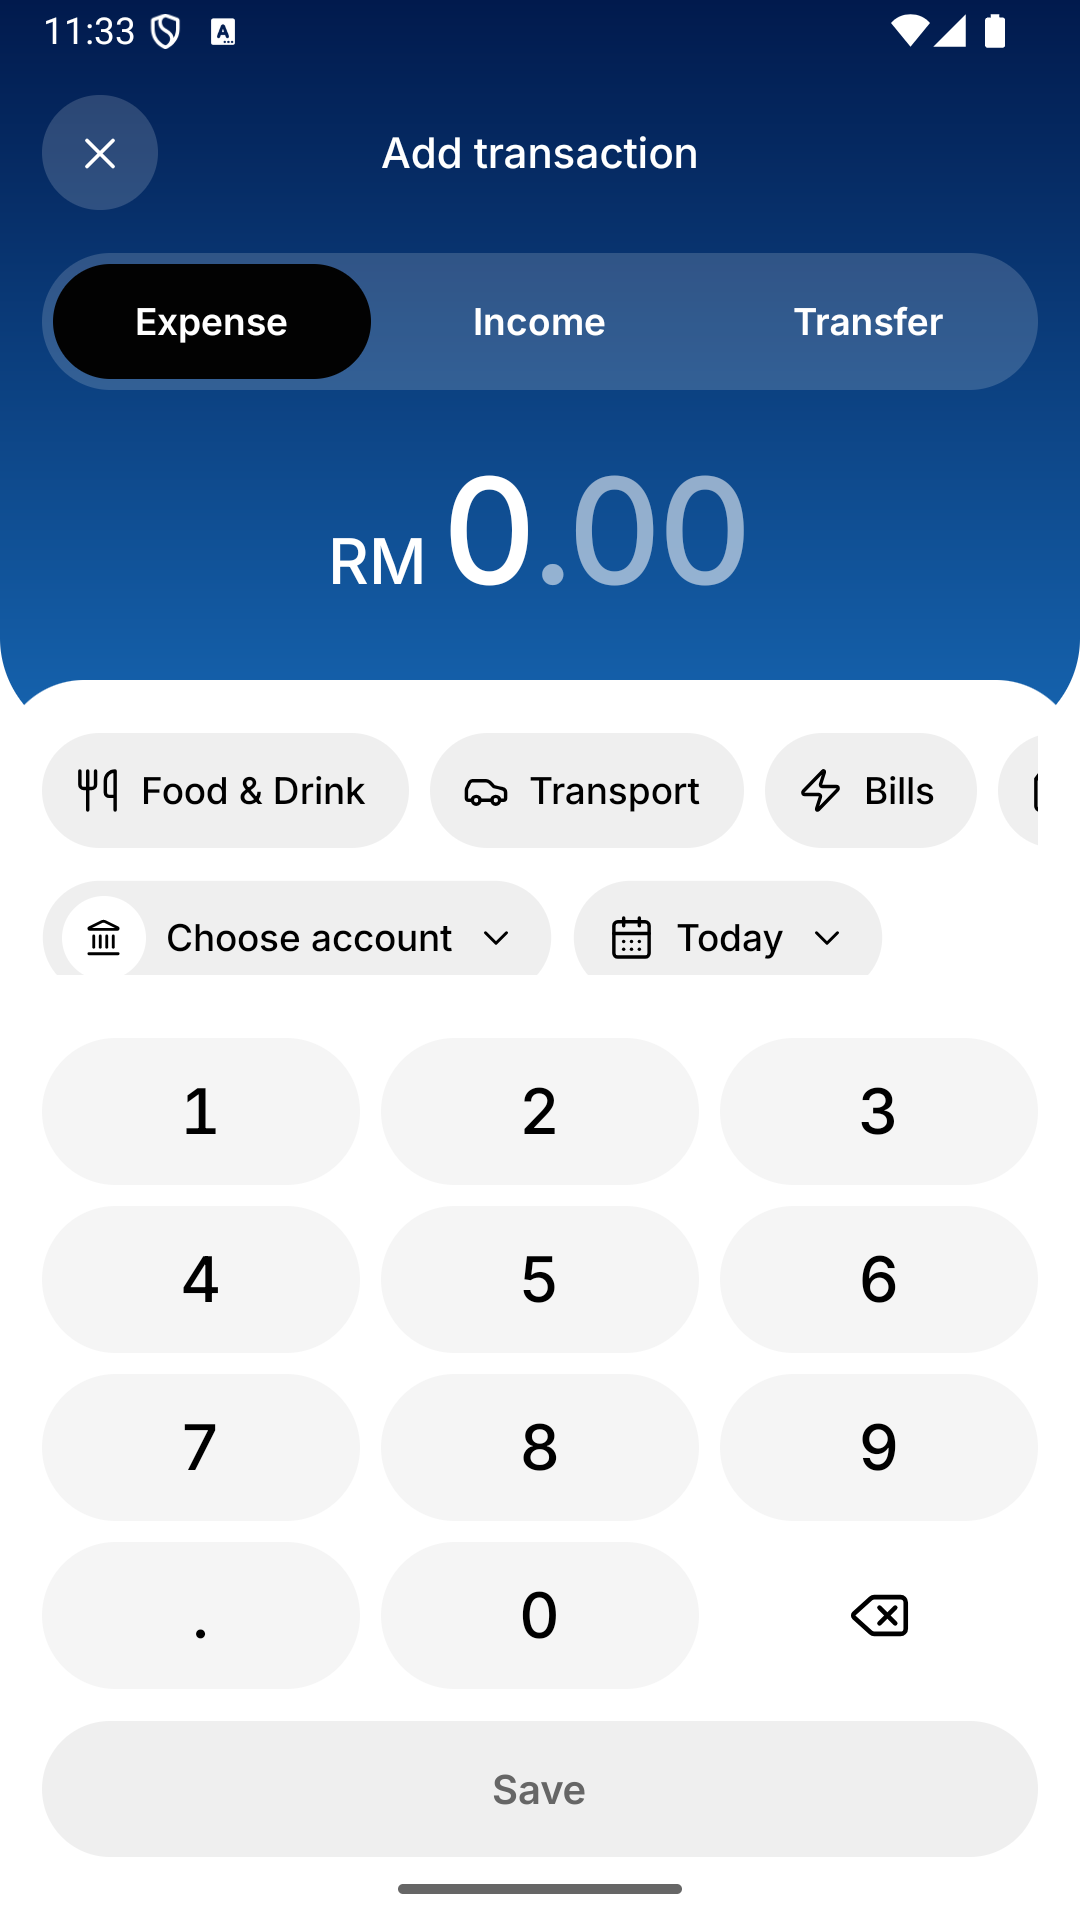 11:33
Add transaction
Expense Income Transfer
RM 0.00
Food & Drink Transport Bills
Choose account Today
1 2 3
4 5 6
7 8 9
. 0
Save